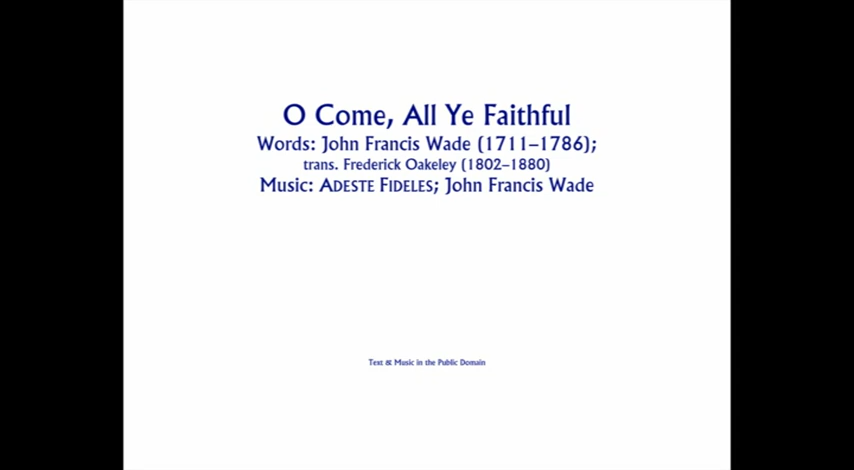 O Come, All Ye Faithful
Words: John Francis Wade (1711–1786);
trans. Frederick Oakeley (1802–1880)
Music: ADESTE FIDELES; John Francis Wade
Text & Music in the Public Domain